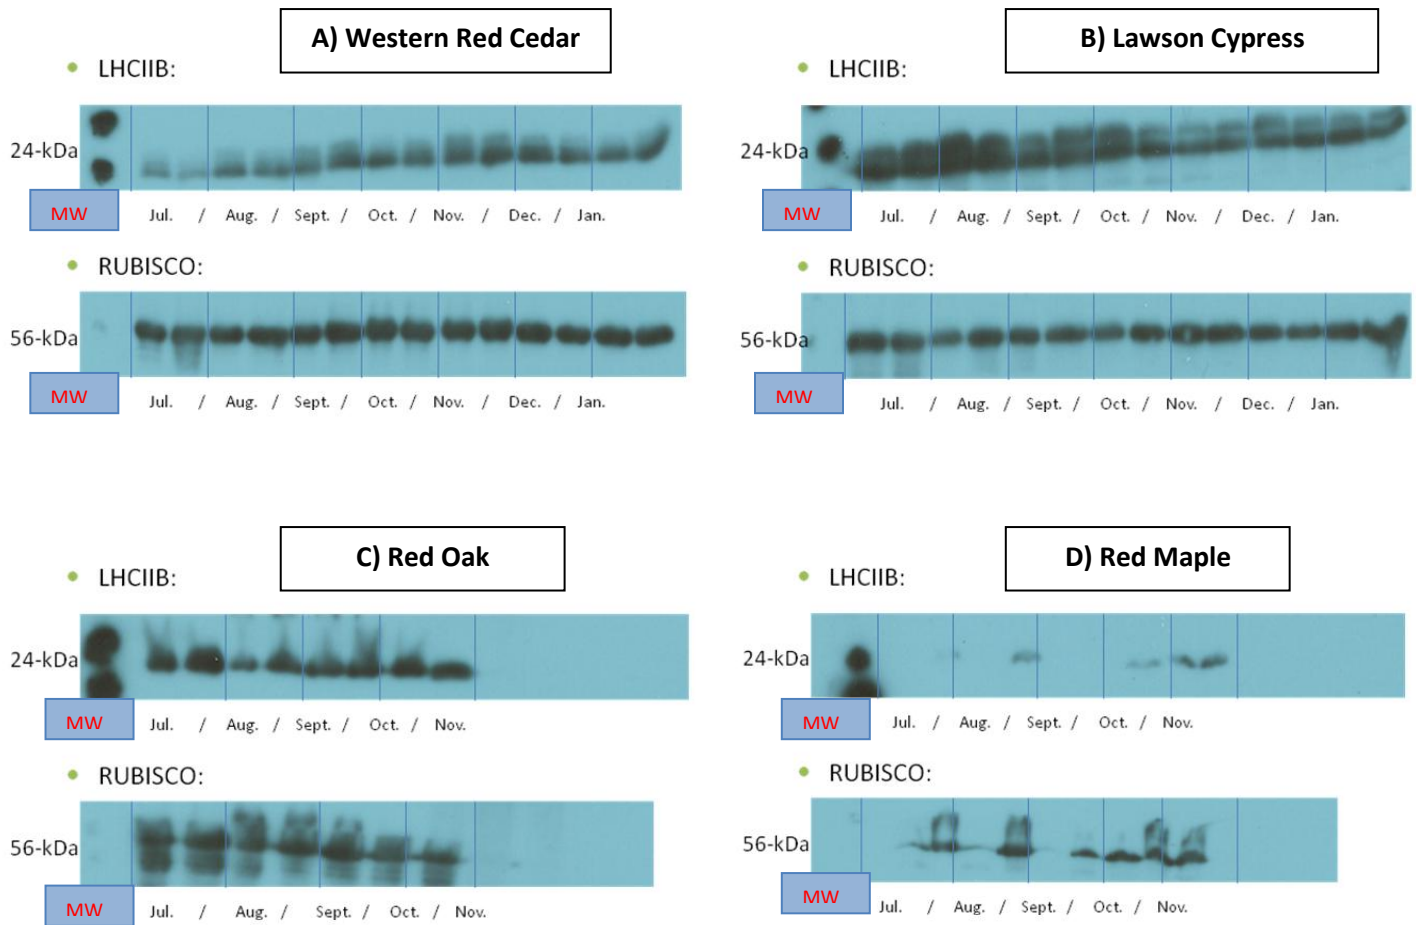 A) Western Red Cedar
• LHCIIB:
24-kDa
MW
Jul. / Aug. / Sept. / Oct. / Nov. / Dec. / Jan.
• RUBISCO:
56-kDa
MW
Jul. / Aug. / Sept. / Oct. / Nov. / Dec. / Jan.
B) Lawson Cypress
• LHCIIB:
24-kDa
MW
Jul. / Aug. / Sept. / Oct. / Nov. / Dec. / Jan.
• RUBISCO:
56-kDa
MW
Jul. / Aug. / Sept. / Oct. / Nov. / Dec. / Jan.
C) Red Oak
• LHCIIB:
24-kDa
MW
Jul. / Aug. / Sept. / Oct. / Nov.
• RUBISCO:
56-kDa
MW
Jul. / Aug. / Sept. / Oct. / Nov.
D) Red Maple
• LHCIIB:
24-kDa
MW
Jul. / Aug. / Sept. / Oct. / Nov.
• RUBISCO:
56-kDa
MW
Jul. / Aug. / Sept. / Oct. / Nov.